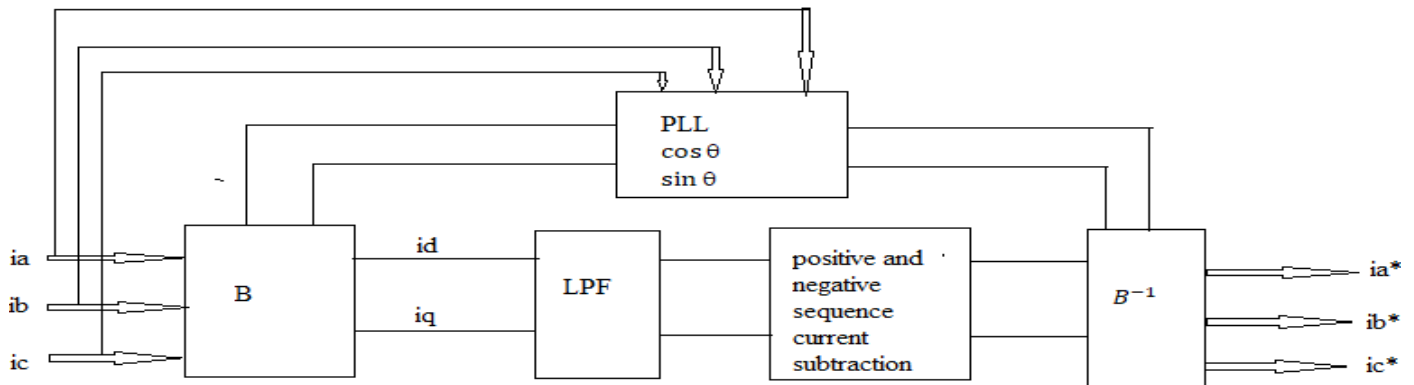 PLL
cos θ
sin θ
ia
ib
ic
B
id
iq
LPF
positive and
negative
sequence
current
subtraction
B⁻¹
ia*
ib*
ic*